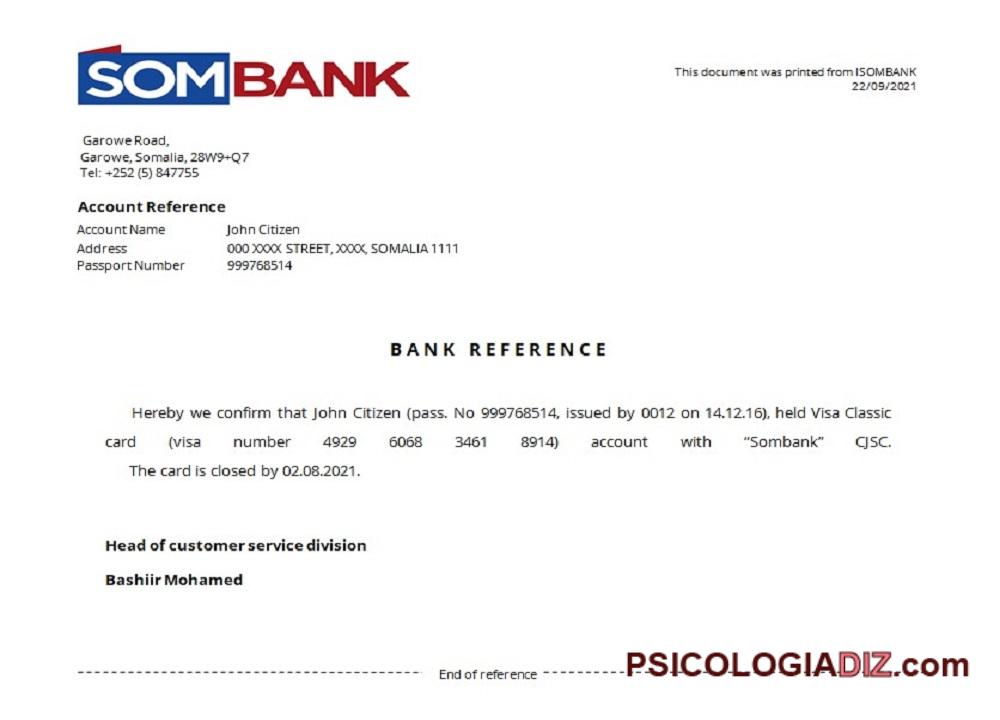 SOMBANK
This document was printed from ISOMBANK
22/09/2021
Garowe Road,
Garowe, Somalia, 28W9+Q7
Tel: +252 (5) 847755
Account Reference
Account Name John Citizen
Address 000 XXXX STREET, XXXX, SOMALIA 1111
Passport Number 999768514
BANK REFERENCE
Hereby we confirm that John Citizen (pass. No 999768514, issued by 0012 on 14.12.16), held Visa Classic
card (visa number 4929 6068 3461 8914) account with “Sombank” CJSC.
The card is closed by 02.08.2021.
Head of customer service division
Bashiir Mohamed
End of reference
PSICOLOGIADIZ.com